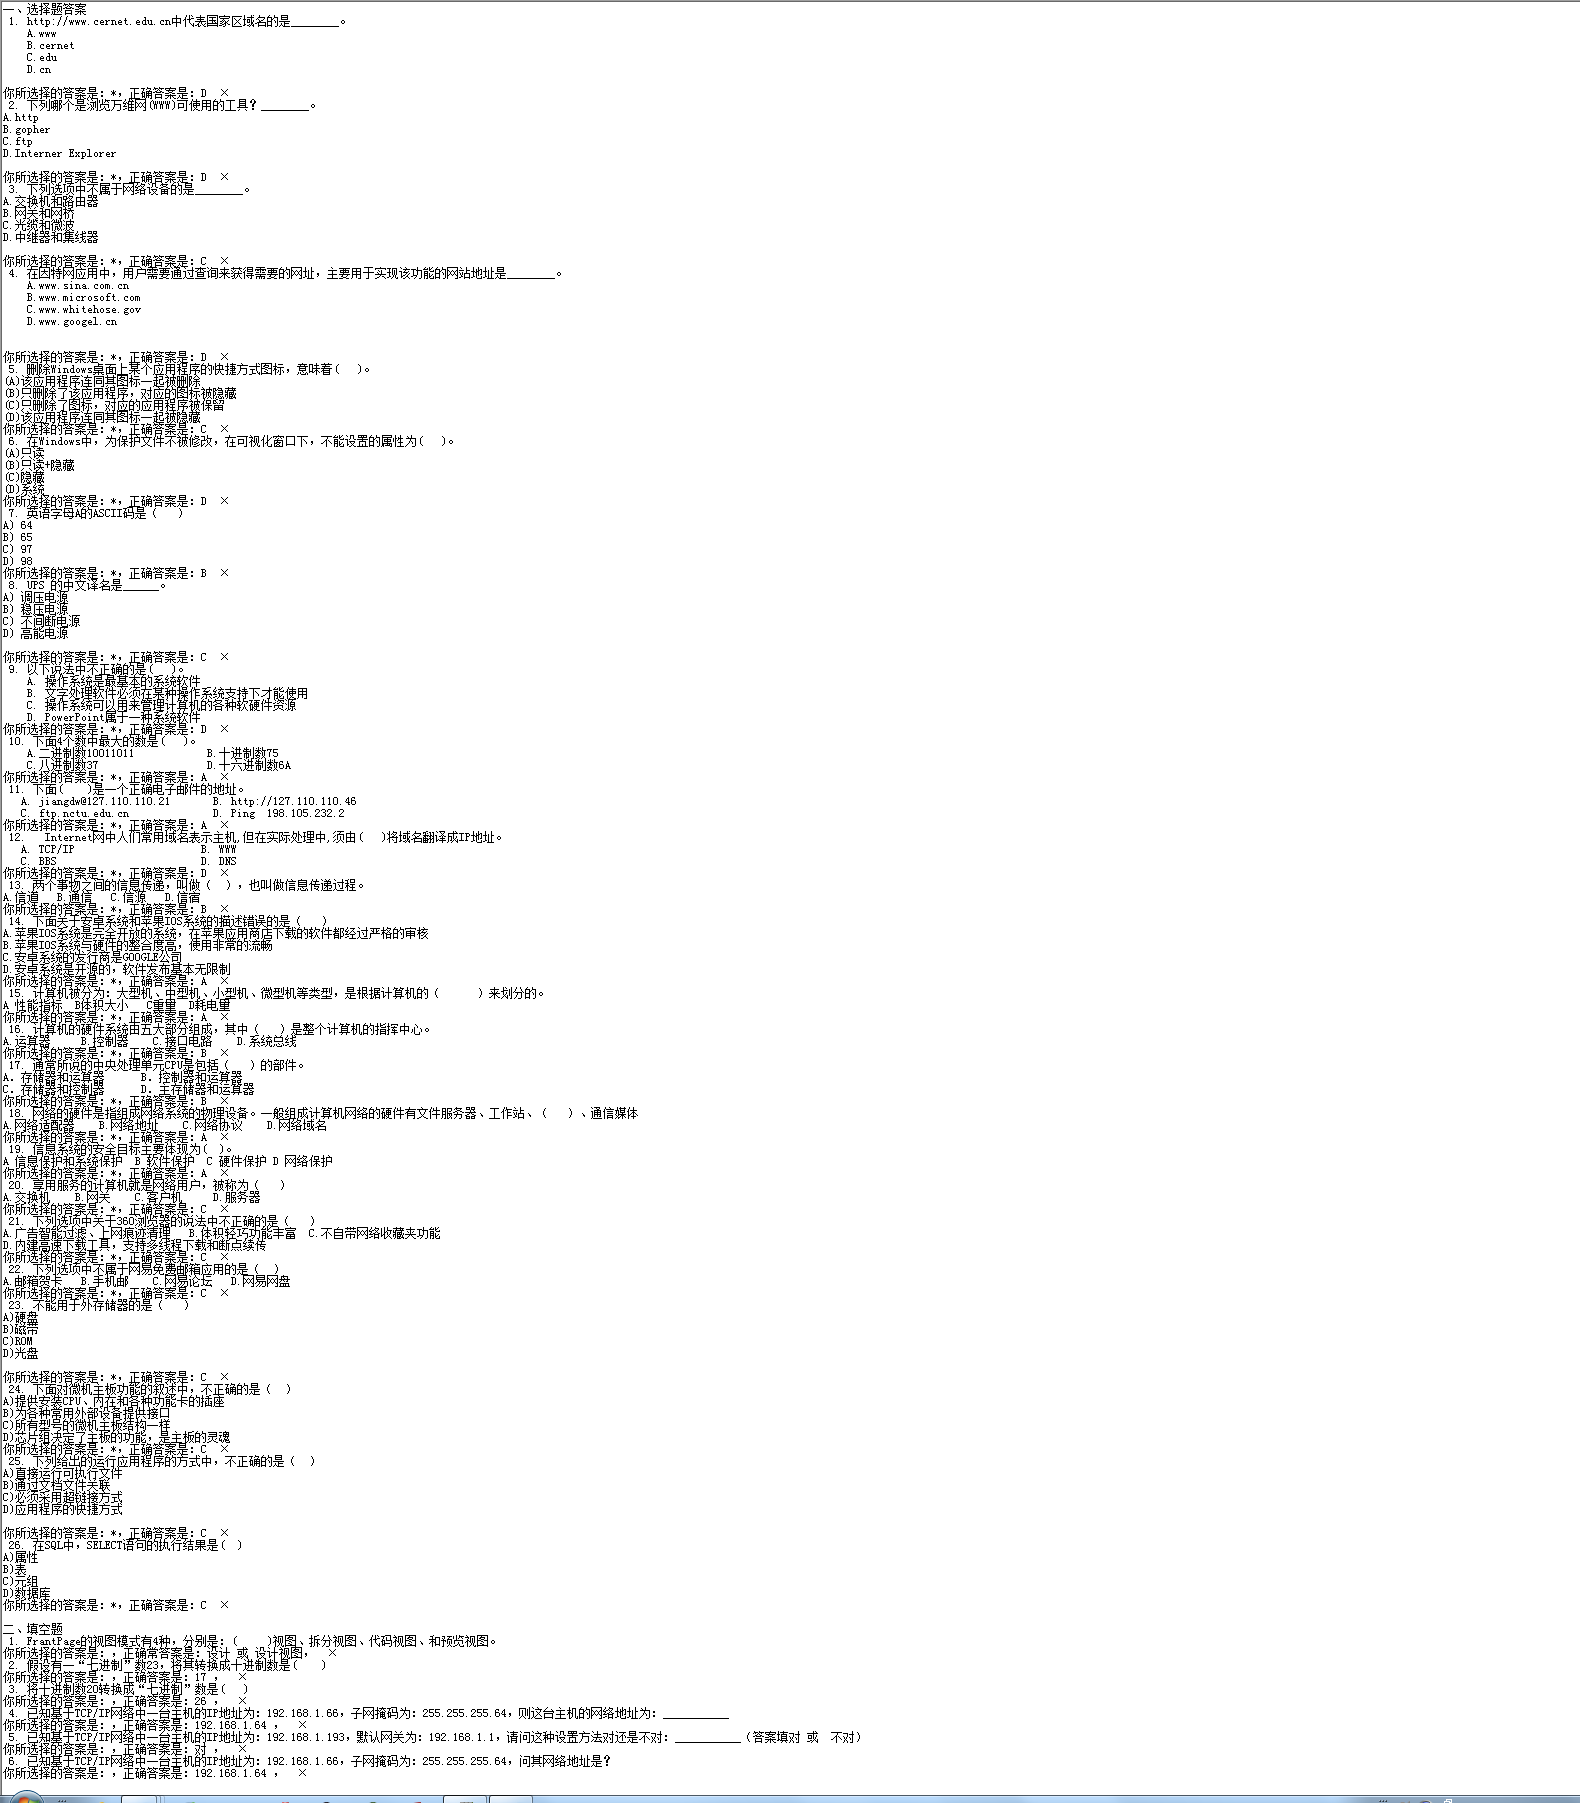 一、选择题答案
1. http://www.cernet.edu.cn中代表国家区域名的是________。
A.www
B.cernet
C.edu
D.cn
你所选择的答案是：*，正确答案是：D ×
2. 下列哪个是浏览万维网(WWW)可使用的工具？________。
A.http
B.gopher
C.ftp
D.Interner Explorer
你所选择的答案是：*，正确答案是：D ×
3. 下列选项中不属于网络设备的是________。
A.交换机和路由器
B.网关和网桥
C.光缆和微波
D.中继器和集线器
你所选择的答案是：*，正确答案是：C ×
4. 在因特网应用中，用户需要通过查询来获得需要的网址，主要用于实现该功能的网站地址是________。
A.www.sina.com.cn
B.www.microsoft.com
C.www.whitehose.gov
D.www.googel.cn
你所选择的答案是：*，正确答案是：D ×
5. 删除Windows桌面上某个应用程序的快捷方式图标，意味着( )。
(A)该应用程序连同其图标一起被删除
(B)只删除了该应用程序，对应的图标被隐藏
(C)只删除了图标，对应的应用程序被保留
(D)该应用程序连同其图标一起被隐藏
你所选择的答案是：*，正确答案是：C ×
6. 在Windows中，为保护文件不被修改，在可视化窗口下，不能设置的属性为( )。
(A)只读
(B)只读+隐藏
(C)隐藏
(D)系统
你所选择的答案是：*，正确答案是：D ×
7. 英语字母A的ASCII码是（ ）
A) 64
B) 65
C) 97
D) 98
你所选择的答案是：*，正确答案是：B ×
8. UPS 的中文译名是______。
A) 调压电源
B) 稳压电源
C) 不间断电源
D) 高能电源
你所选择的答案是：*，正确答案是：C ×
9. 以下说法中不正确的是( )。
A. 操作系统是最基本的系统软件
B. 文字处理软件必须在某种操作系统支持下才能使用
C. 操作系统可以用来管理计算机的各种软硬件资源
D. PowerPoint属于一种系统软件
你所选择的答案是：*，正确答案是：D ×
10. 下面4个数中最大的数是( )。
A.二进制数10011011 B.十进制数75
C.八进制数37 D.十六进制数6A
你所选择的答案是：*，正确答案是：A ×
11. 下面( )是一个正确电子邮件的地址。
A. jiangdw@127.110.110.21 B. http://127.110.110.46
C. ftp.nctu.edu.cn D. Ping 198.105.232.2
你所选择的答案是：*，正确答案是：A ×
12. Internet网中人们常用域名表示主机,但在实际处理中,须由( )将域名翻译成IP地址。
A. TCP/IP B. WWW
C. BBS D. DNS
你所选择的答案是：*，正确答案是：D ×
13. 两个事物之间的信息传递，叫做（ ），也叫做信息传递过程。
A.信道 B.通信 C.信源 D.信宿
你所选择的答案是：*，正确答案是：B ×
14. 下面关于安卓系统和苹果IOS系统的描述错误的是（ ）
A.苹果IOS系统是完全开放的系统，在苹果应用商店下载的软件都经过严格的审核
B.苹果IOS系统与硬件的整合度高，使用非常的流畅
C.安卓系统的发行商是GOOGLE公司
D.安卓系统是开源的，软件发布基本无限制
你所选择的答案是：*，正确答案是：A ×
15. 计算机被分为：大型机、中型机、小型机、微型机等类型，是根据计算机的（ ）来划分的。
A 性能指标 B体积大小 C重量 D耗电量
你所选择的答案是：*，正确答案是：A ×
16. 计算机的硬件系统由五大部分组成，其中（ ）是整个计算机的指挥中心。
A.运算器 B.控制器 C.接口电路 D.系统总线
你所选择的答案是：*，正确答案是：B ×
17. 通常所说的中央处理单元CPU是包括（ ）的部件。
A. 存储器和运算器 B. 控制器和运算器
C. 存储器和控制器 D. 主存储器和运算器
你所选择的答案是：*，正确答案是：B ×
18. 网络的硬件是指组成网络系统的物理设备。一般组成计算机网络的硬件有文件服务器、工作站、（ ）、通信媒体
A.网络适配器 B.网络地址 C.网络协议 D.网络域名
你所选择的答案是：*，正确答案是：A ×
19. 信息系统的安全目标主要体现为( )。
A 信息保护和系统保护 B 软件保护 C 硬件保护 D 网络保护
你所选择的答案是：*，正确答案是：A ×
20. 享用服务的计算机就是网络用户，被称为（ ）
A.交换机 B.网关 C.客户机 D.服务器
你所选择的答案是：*，正确答案是：C ×
21. 下列选项中关于360浏览器的说法中不正确的是（ ）
A.广告智能过滤、上网痕迹清理 B.体积轻巧功能丰富 C.不自带网络收藏夹功能
D.内建高速下载工具，支持多线程下载和断点续传
你所选择的答案是：*，正确答案是：C ×
22. 下列选项中不属于网易免费邮箱应用的是（ ）
A.邮箱贺卡 B.手机邮 C.网易论坛 D.网易网盘
你所选择的答案是：*，正确答案是：C ×
23. 不能用于外存储器的是（ ）
A)硬盘
B)磁带
C)ROM
D)光盘
你所选择的答案是：*，正确答案是：C ×
24. 下面对微机主板功能的叙述中，不正确的是（ ）
A)提供安装CPU、内在和各种功能卡的插座
B)为各种常用外部设备提供接口
C)所有型号的微机主板结构一样
D)芯片组决定了主板的功能，是主板的灵魂
你所选择的答案是：*，正确答案是：C ×
25. 下列给出的运行应用程序的方式中，不正确的是（ ）
A)直接运行可执行文件
B)通过文档文件关联
C)必须采用超链接方式
D)应用程序的快捷方式
你所选择的答案是：*，正确答案是：C ×
26. 在SQL中，SELECT语句的执行结果是( )
A)属性
B)表
C)元组
D)数据库
你所选择的答案是：*，正确答案是：C ×
二、填空题
1. FrantPage的视图模式有4种，分别是：( )视图、拆分视图、代码视图、和预览视图。
你所选择的答案是：，正确常答案是：设计 或 设计视图， ×
2. 假设有一“七进制”数23，将其转换成十进制数是( )
你所选择的答案是：，正确答案是：17 ， ×
3. 将十进制数20转换成“七进制”数是( )
你所选择的答案是：，正确答案是：26 ， ×
4. 已知基于TCP/IP网络中一台主机的IP地址为：192.168.1.66，子网掩码为：255.255.255.64，则这台主机的网络地址为：___________
你所选择的答案是：，正确答案是：192.168.1.64 ， ×
5. 已知基于TCP/IP网络中一台主机的IP地址为：192.168.1.193，默认网关为：192.168.1.1，请问这种设置方法对还是不对：___________（答案填对 或 不对）
你所选择的答案是：，正确答案是：对 ， ×
6. 已知基于TCP/IP网络中一台主机的IP地址为：192.168.1.66，子网掩码为：255.255.255.64，问其网络地址是？
你所选择的答案是：，正确答案是：192.168.1.64 ， ×